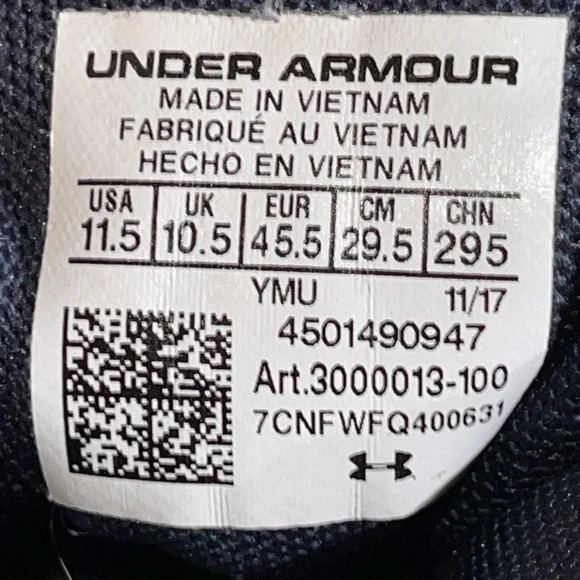 UNDER ARMOUR
MADE IN VIETNAM
FABRIQUÉ AU VIETNAM
HECHO EN VIETNAM
USA UK EUR CM CHN
11.5 10.5 45.5 29.5 295
YMU 11/17
4501490947
Art.3000013-100
7CNFWFQ400631